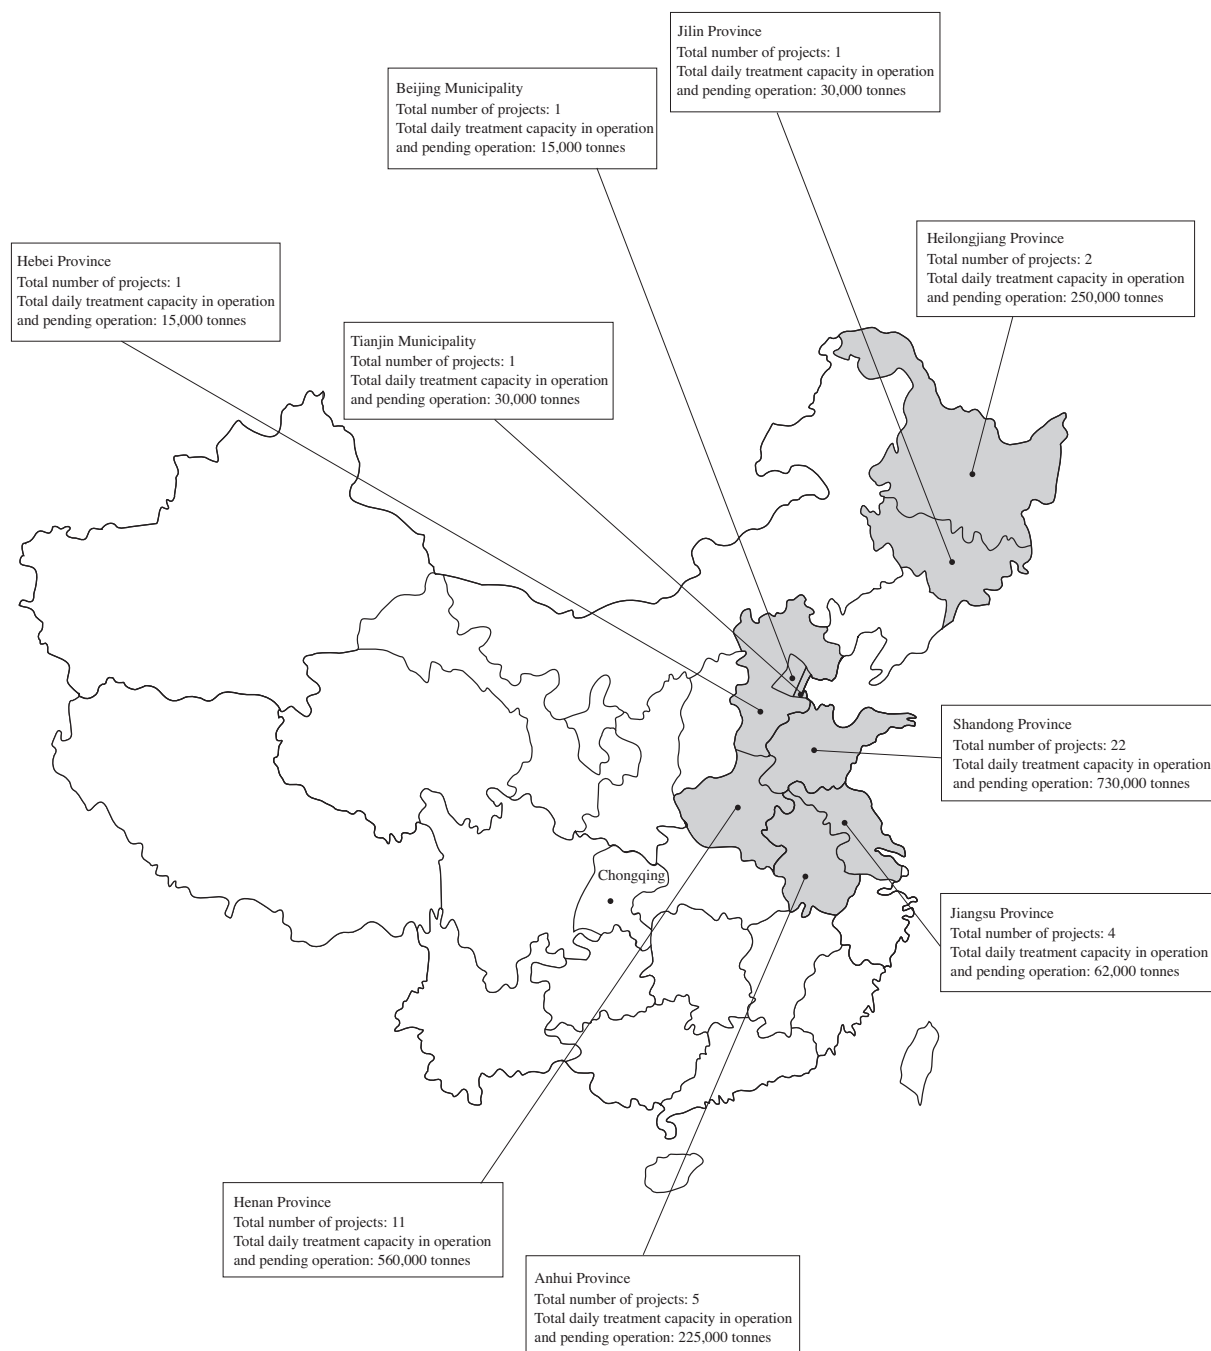 Jilin Province
Total number of projects: 1
Total daily treatment capacity in operation
and pending operation: 30,000 tonnes
Beijing Municipality
Total number of projects: 1
Total daily treatment capacity in operation
and pending operation: 15,000 tonnes
Heilongjiang Province
Total number of projects: 2
Total daily treatment capacity in operation
and pending operation: 250,000 tonnes
Hebei Province
Total number of projects: 1
Total daily treatment capacity in operation
and pending operation: 15,000 tonnes
Tianjin Municipality
Total number of projects: 1
Total daily treatment capacity in operation
and pending operation: 30,000 tonnes
Shandong Province
Total number of projects: 22
Total daily treatment capacity in operation
and pending operation: 730,000 tonnes
Chongqing
Jiangsu Province
Total number of projects: 4
Total daily treatment capacity in operation
and pending operation: 62,000 tonnes
Henan Province
Total number of projects: 11
Total daily treatment capacity in operation
and pending operation: 560,000 tonnes
Anhui Province
Total number of projects: 5
Total daily treatment capacity in operation
and pending operation: 225,000 tonnes